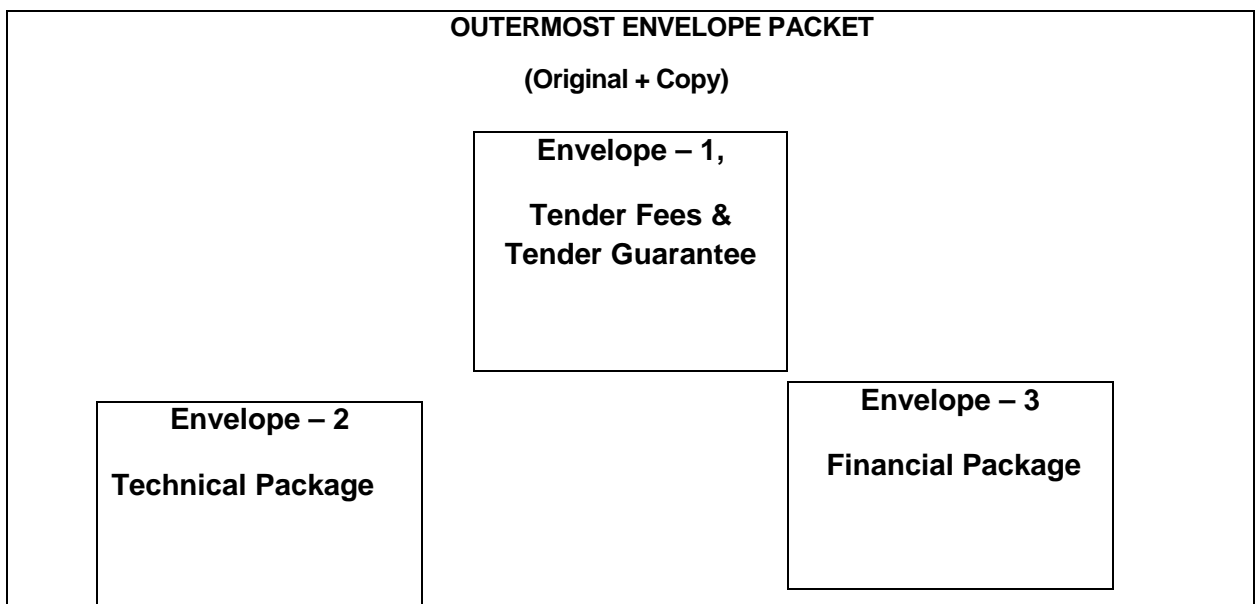 OUTERMOST ENVELOPE PACKET
(Original + Copy)
Envelope – 1,
Tender Fees &
Tender Guarantee
Envelope – 2
Technical Package
Envelope – 3
Financial Package